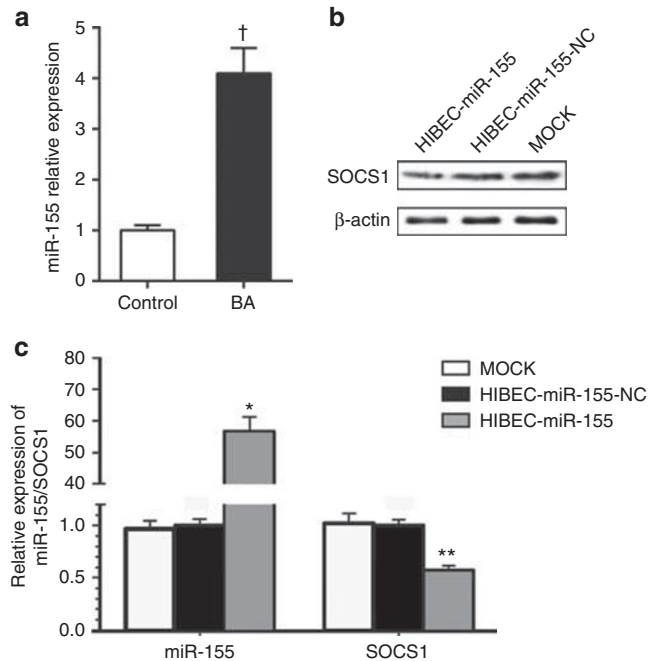 a
miR-155 relative expression
5
4
3
2
1
0
†
Control
BA
b
HIBEC-miR-155
HIBEC-miR-155-NC
MOCK
SOCS1
β-actin
c
Relative expression of
miR-155/SOCS1
80
70
60
50
40
1.0
0.5
0.0
*
**
miR-155
SOCS1
MOCK
HIBEC-miR-155-NC
HIBEC-miR-155